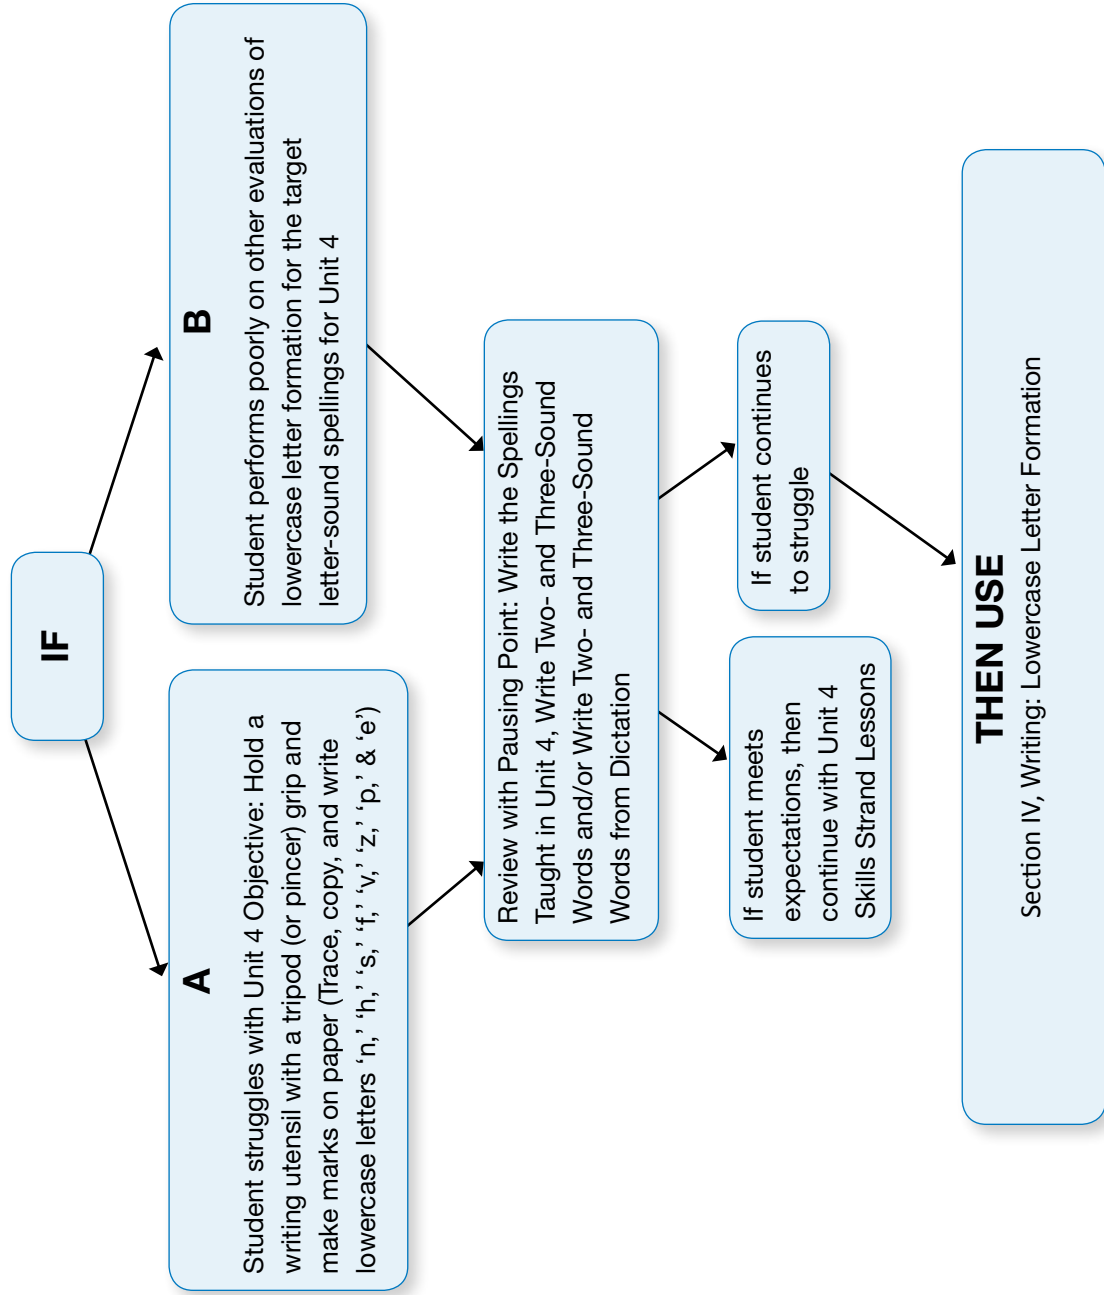 IF
A
Student struggles with Unit 4 Objective: Hold a
writing utensil with a tripod (or pincer) grip and
make marks on paper (Trace, copy, and write
lowercase letters ‘n,’ ‘h,’ ‘s,’ ‘f,’ ‘v,’ ‘z,’ ‘p,’ & ‘e’)
B
Student performs poorly on other evaluations of
lowercase letter formation for the target
letter-sound spellings for Unit 4
Review with Pausing Point: Write the Spellings
Taught in Unit 4, Write Two- and Three-Sound
Words and/or Write Two- and Three-Sound
Words from Dictation
If student meets
expectations, then
continue with Unit 4
Skills Strand Lessons
If student continues
to struggle
THEN USE
Section IV, Writing: Lowercase Letter Formation